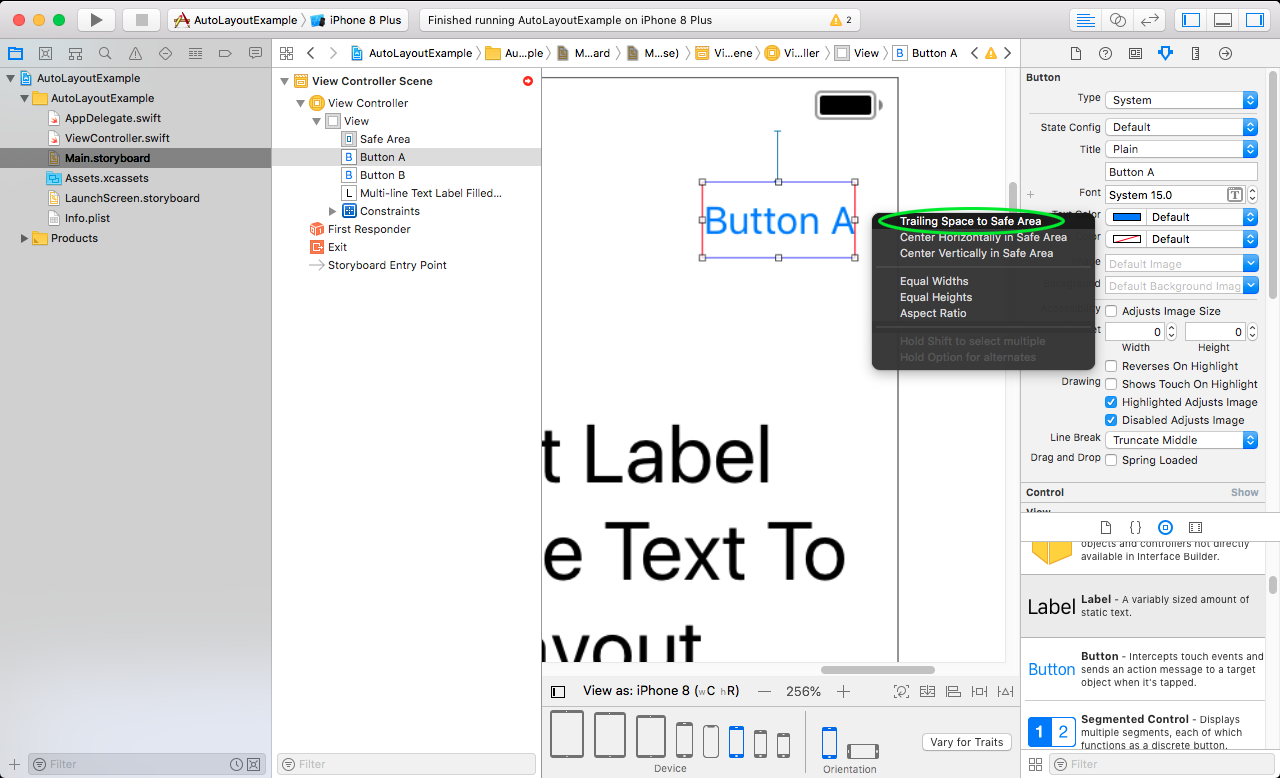 AutoLayoutExample
iPhone 8 Plus
Finished running AutoLayoutExample on iPhone 8 Plus
2
AutoLayoutExample
AutoLayoutExample
AppDelegate.swift
ViewController.swift
Main.storyboard
Assets.xcassets
LaunchScreen.storyboard
Info.plist
Products
Filter
AutoLayoutExample
Au...ple
M...ard
M...se)
Vi...ene
Vi...ller
View
B Button A
View Controller Scene
View Controller
View
Safe Area
B Button A
B Button B
L Multi-line Text Label Filled...
Constraints
First Responder
Exit
Storyboard Entry Point
Filter
Button A
t Label
e Text To
ayout
Trailing Space to Safe Area
Center Horizontally in Safe Area
Center Vertically in Safe Area
Equal Widths
Equal Heights
Aspect Ratio
Hold Shift to select multiple
Hold Option for alternates
View as: iPhone 8 (wC hR)
256%
Device
Orientation
Vary for Traits
Button
Type System
State Config Default
Title Plain
Button A
Font System 15.0 T
Default
Default
Default Image
Default Background Imag
Adjusts Image Size
0 0
Width Height
Reverses On Highlight
Drawing Shows Touch On Highlight
Highlighted Adjusts Image
Disabled Adjusts Image
Line Break Truncate Middle
Drag and Drop Spring Loaded
Control Show
View
{}
objects and controllers not directly
available in Interface Builder.
Label
Label - A variably sized amount of
static text.
Button
Button - Intercepts touch events and
sends an action message to a target
object when it's tapped.
1 2
Segmented Control - Displays
multiple segments, each of which
functions as a discrete button.
Filter